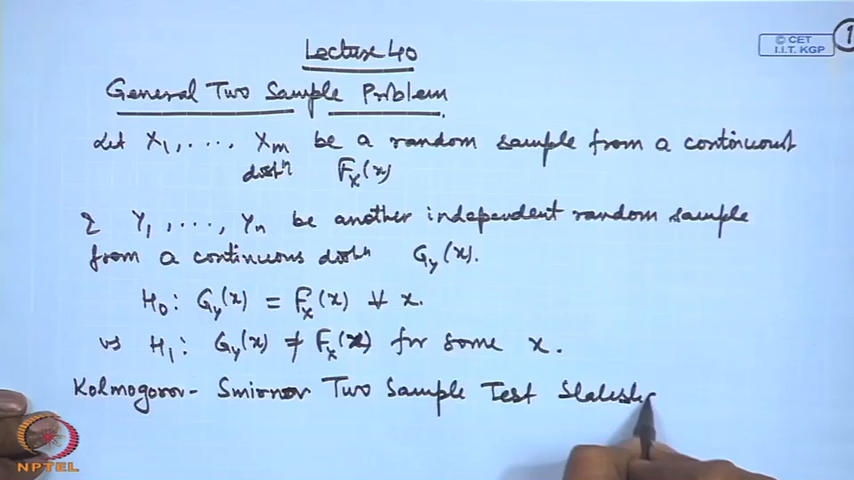 Lecture 40
© CET
I.I.T. KGP
1
General Two Sample Problem
Let X1, .... Xm be a random sample from a continuous
distn Fx(x)
& Y1, ..., Yn be another independent random sample
from a continuous distn Gy(x).
H0: Gy(x) = Fx(x) ∀ x.
vs H1: Gy(x) ≠ Fx(x) for some x.
Kolmogorov - Smirnov Two Sample Test Statistic
NPTEL